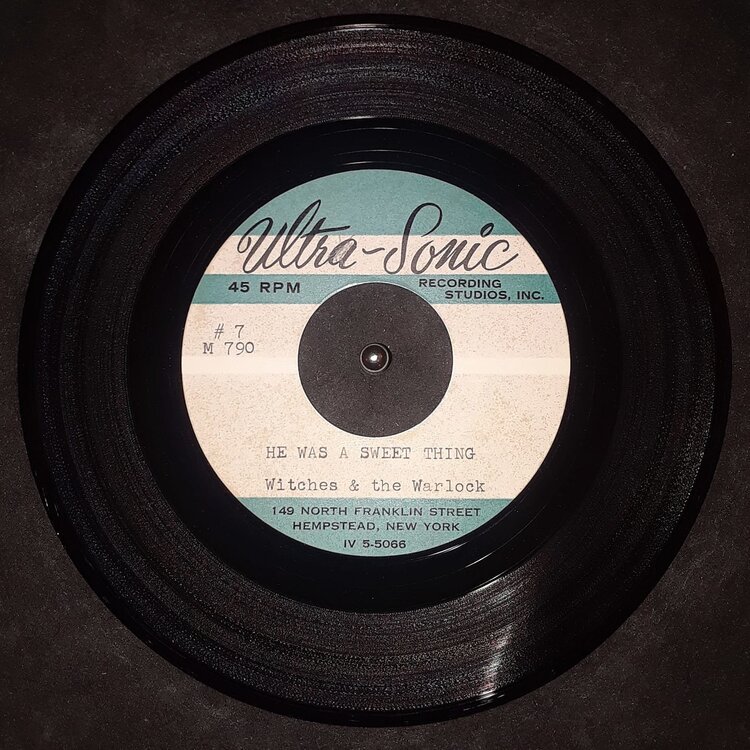 Ultra-Sonic
45 RPM
RECORDING
STUDIOS, INC.
# 7
M 790
HE WAS A SWEET THING
Witches & the Warlock
149 NORTH FRANKLIN STREET
HEMPSTEAD, NEW YORK
IV 5-5066